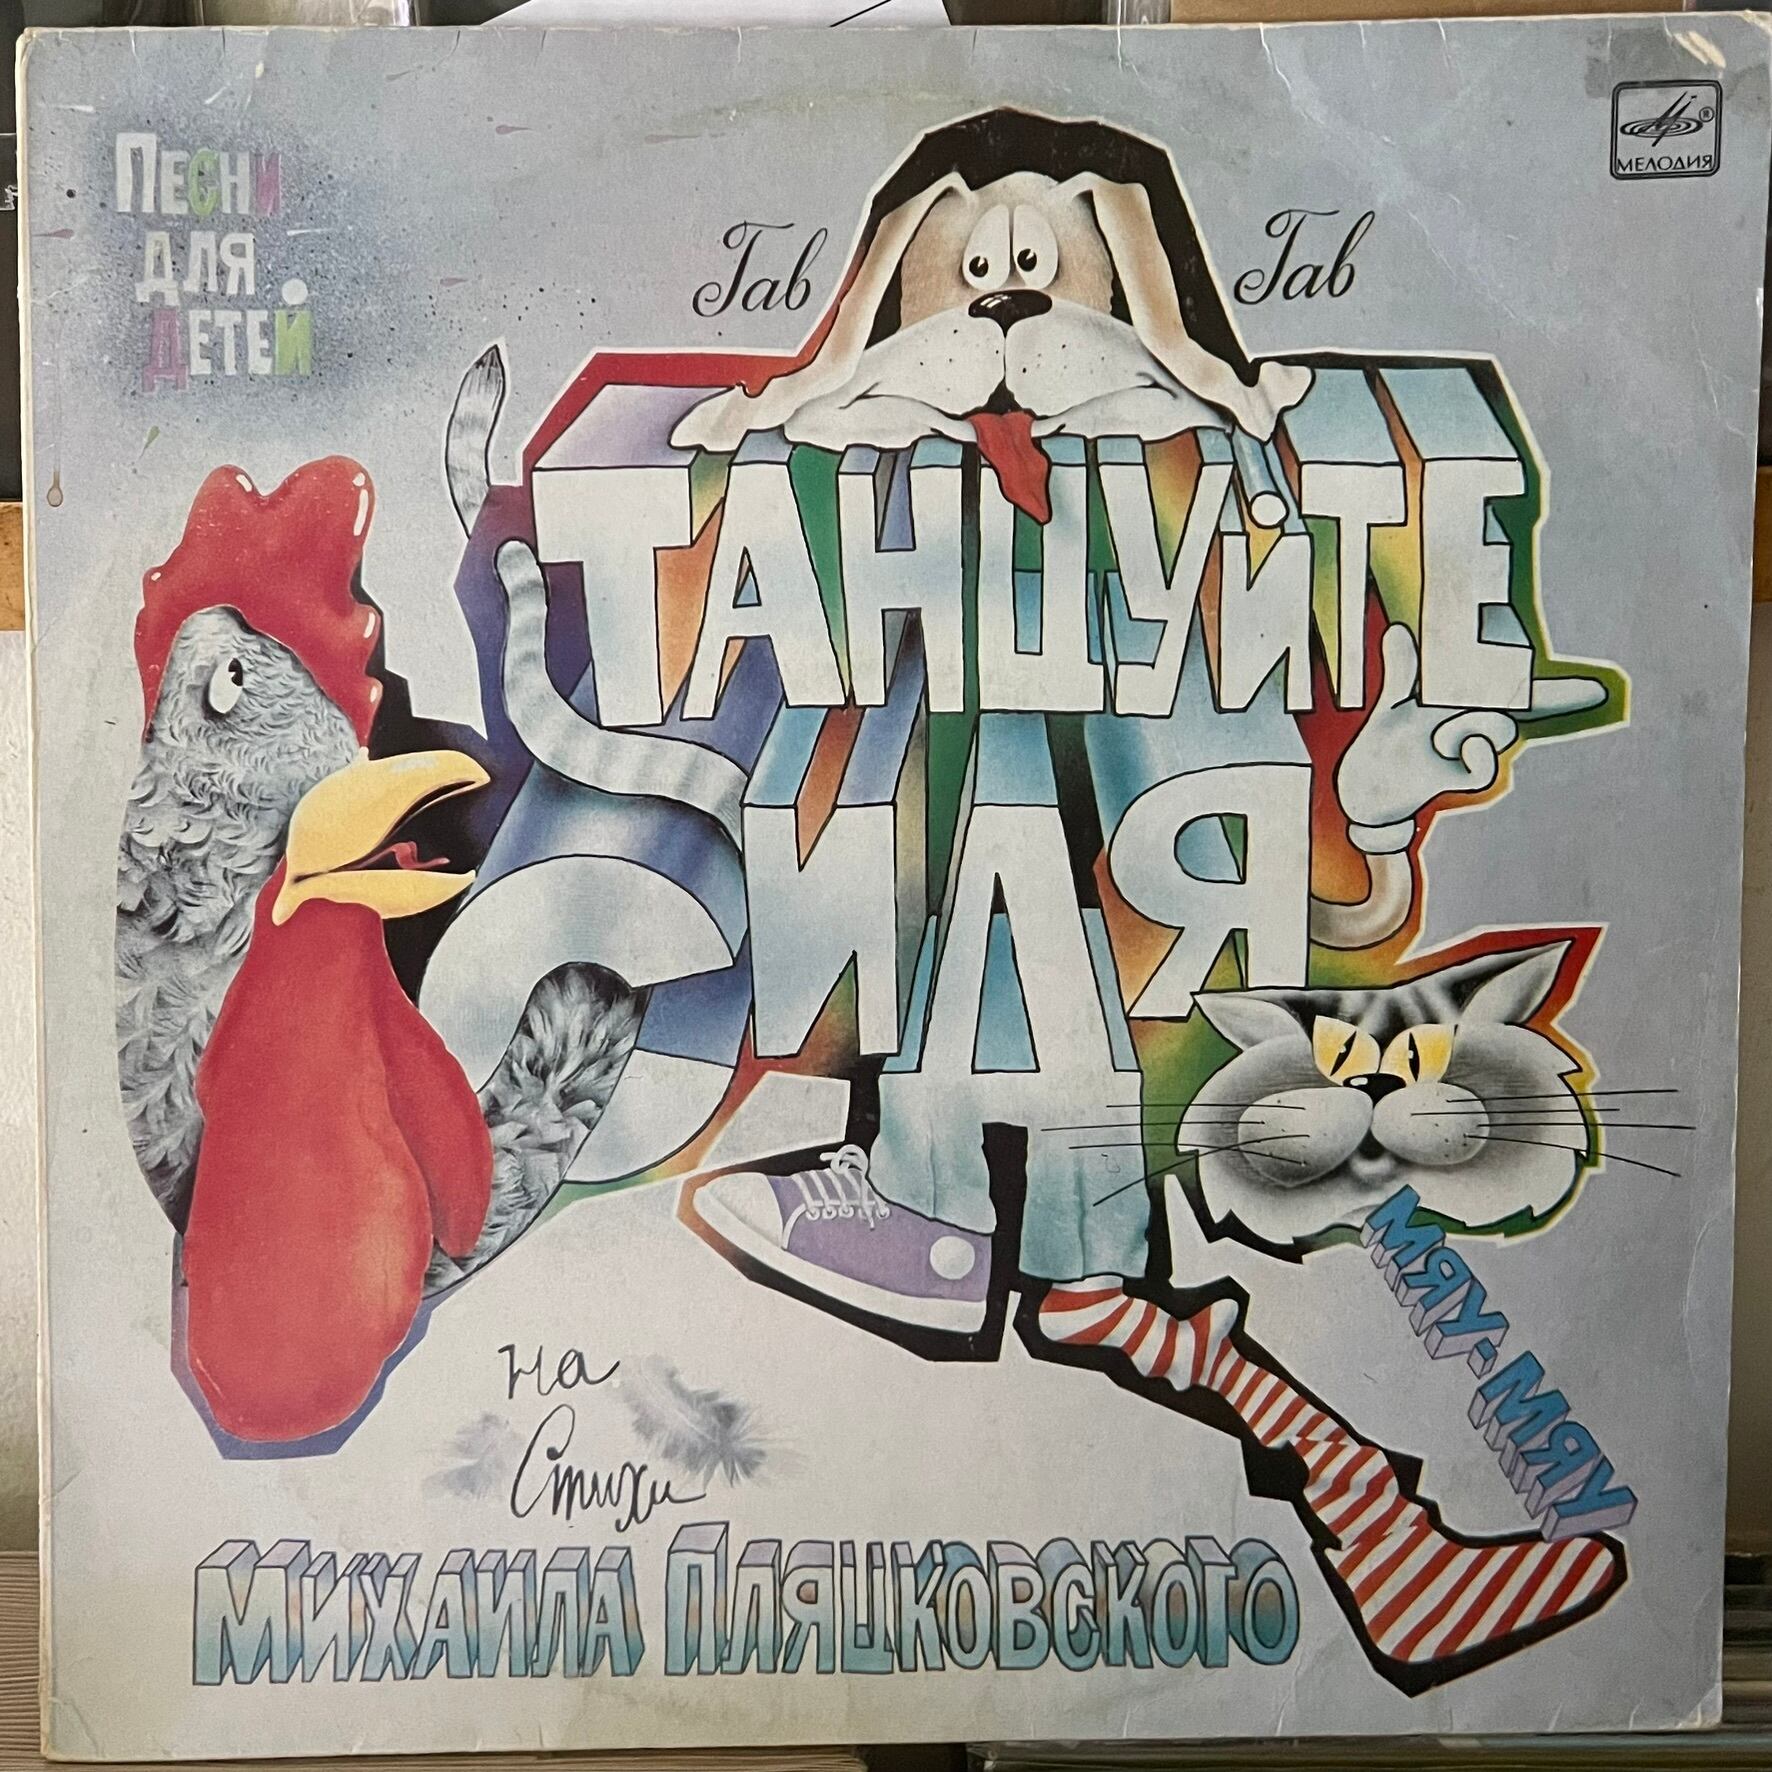 Песни
для
детей
МЕЛОДИЯ
Гав Гав
ТАНЦУЙТЕ
СИДЯ
МЯУ-МЯУ
на
Стихи
Михаила Пляцковского